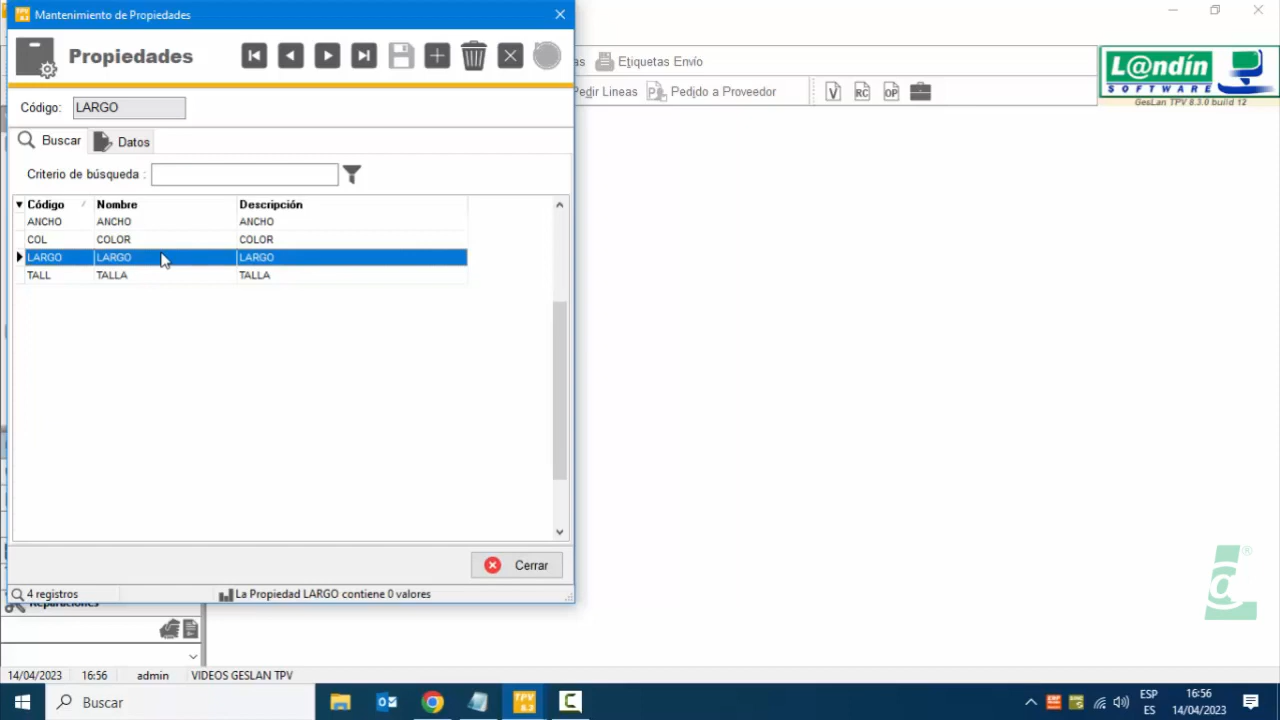 Mantenimiento de Propiedades
Propiedades
Etiquetas Envío
L@ndín
SOFTWARE
GesLan TPV 8.3.0 build 12
Pedir Lineas
Pedido a Proveedor
V
RC
OP
Código: LARGO
Buscar
Datos
Criterio de búsqueda :
Código Nombre Descripción
ANCHO ANCHO ANCHO
COL COLOR COLOR
LARGO LARGO LARGO
TALL TALLA TALLA
Cerrar
4 registros
La Propiedad LARGO contiene 0 valores
Reparaciones
14/04/2023 16:56 admin VIDEOS GESLAN TPV
Buscar
ESP
ES
16:56
14/04/2023